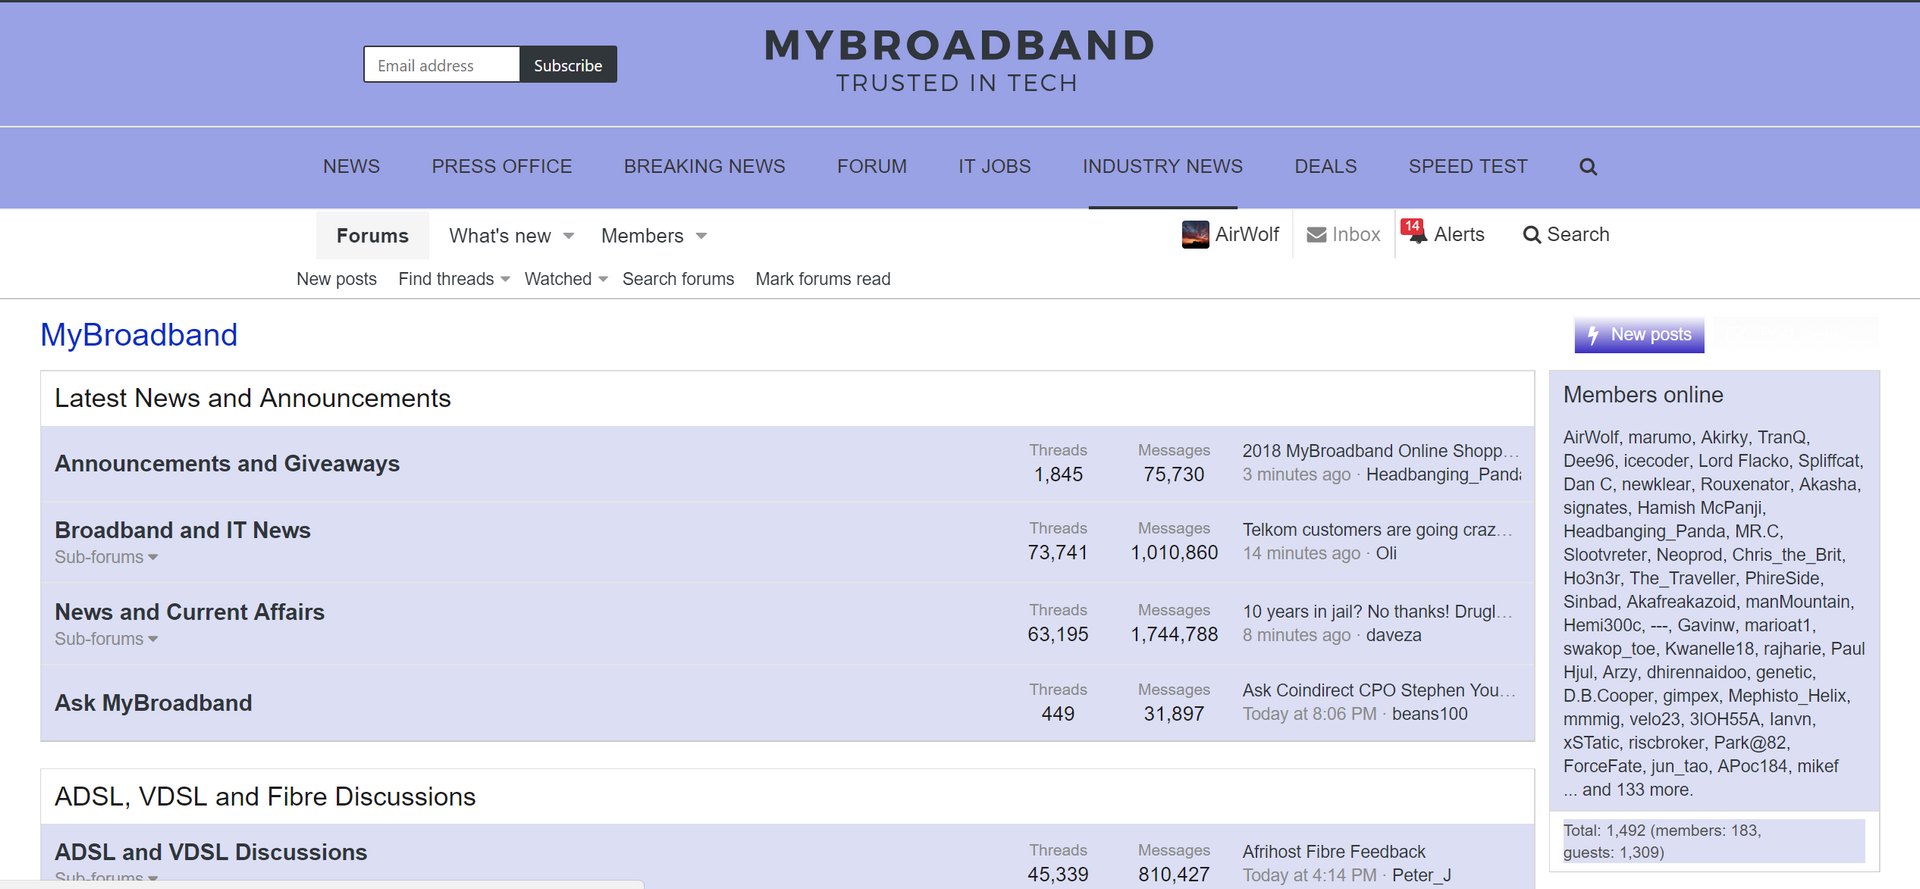 MYBROADBAND
TRUSTED IN TECH
Email address Subscribe
NEWS PRESS OFFICE BREAKING NEWS FORUM IT JOBS INDUSTRY NEWS DEALS SPEED TEST
Forums What's new Members AirWolf Inbox 14 Alerts Search
New posts Find threads Watched Search forums Mark forums read
MyBroadband
New posts
Latest News and Announcements
Announcements and Giveaways
Threads
1,845
Messages
75,730
2018 MyBroadband Online Shopp...
3 minutes ago · Headbanging_Panda
Broadband and IT News
Sub-forums
Threads
73,741
Messages
1,010,860
Telkom customers are going craz...
14 minutes ago · Oli
News and Current Affairs
Sub-forums
Threads
63,195
Messages
1,744,788
10 years in jail? No thanks! Drugl...
8 minutes ago · daveza
Ask MyBroadband
Threads
449
Messages
31,897
Ask Coindirect CPO Stephen You...
Today at 8:06 PM · beans100
ADSL, VDSL and Fibre Discussions
ADSL and VDSL Discussions
Sub-forums
Threads
45,339
Messages
810,427
Afrihost Fibre Feedback
Today at 4:14 PM · Peter_J
Members online
AirWolf, marumo, Akirky, TranQ,
Dee96, icecoder, Lord Flacko, Spliffcat,
Dan C, newklear, Rouxenator, Akasha,
signates, Hamish McPanji,
Headbanging_Panda, MR.C,
Slootvreter, Neoprod, Chris_the_Brit,
Ho3n3r, The_Traveller, PhireSide,
Sinbad, Akafreakazoid, manMountain,
Hemi300c, ---, Gavinw, marioat1,
swakop_toe, Kwanelle18, rajharie, Paul
Hjul, Arzy, dhirennaidoo, genetic,
D.B.Cooper, gimpex, Mephisto_Helix,
mmmig, velo23, 3lOH55A, lanvn,
xSTatic, riscbroker, Park@82,
ForceFate, jun_tao, APoc184, mikef
... and 133 more.
Total: 1,492 (members: 183,
guests: 1,309)